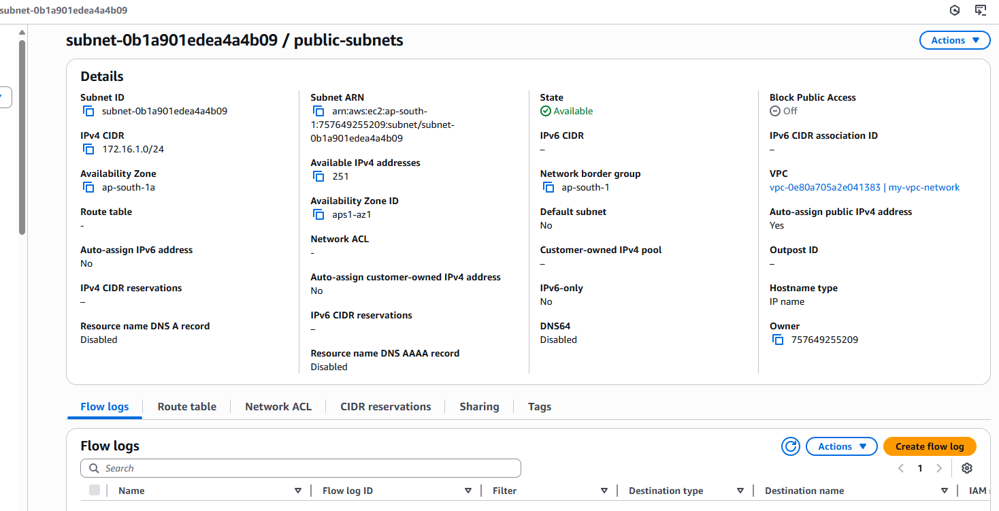 subnet-0b1a901edea4a4b09
subnet-0b1a901edea4a4b09 / public-subnets
Actions
Details
Subnet ID
subnet-0b1a901edea4a4b09
IPv4 CIDR
172.16.1.0/24
Availability Zone
ap-south-1a
Route table
-
Auto-assign IPv6 address
No
IPv4 CIDR reservations
–
Resource name DNS A record
Disabled
Subnet ARN
arn:aws:ec2:ap-south-
1:757649255209:subnet/subnet-
0b1a901edea4a4b09
Available IPv4 addresses
251
Availability Zone ID
aps1-az1
Network ACL
-
Auto-assign customer-owned IPv4 address
No
IPv6 CIDR reservations
–
Resource name DNS AAAA record
Disabled
State
Available
IPv6 CIDR
–
Network border group
ap-south-1
Default subnet
No
Customer-owned IPv4 pool
–
IPv6-only
No
DNS64
Disabled
Block Public Access
Off
IPv6 CIDR association ID
–
VPC
vpc-0e80a705a2e041383 | my-vpc-network
Auto-assign public IPv4 address
Yes
Outpost ID
–
Hostname type
IP name
Owner
757649255209
Flow logs Route table Network ACL CIDR reservations Sharing Tags
Flow logs
Actions Create flow log
Search
1
Name Flow log ID Filter Destination type Destination name IAM